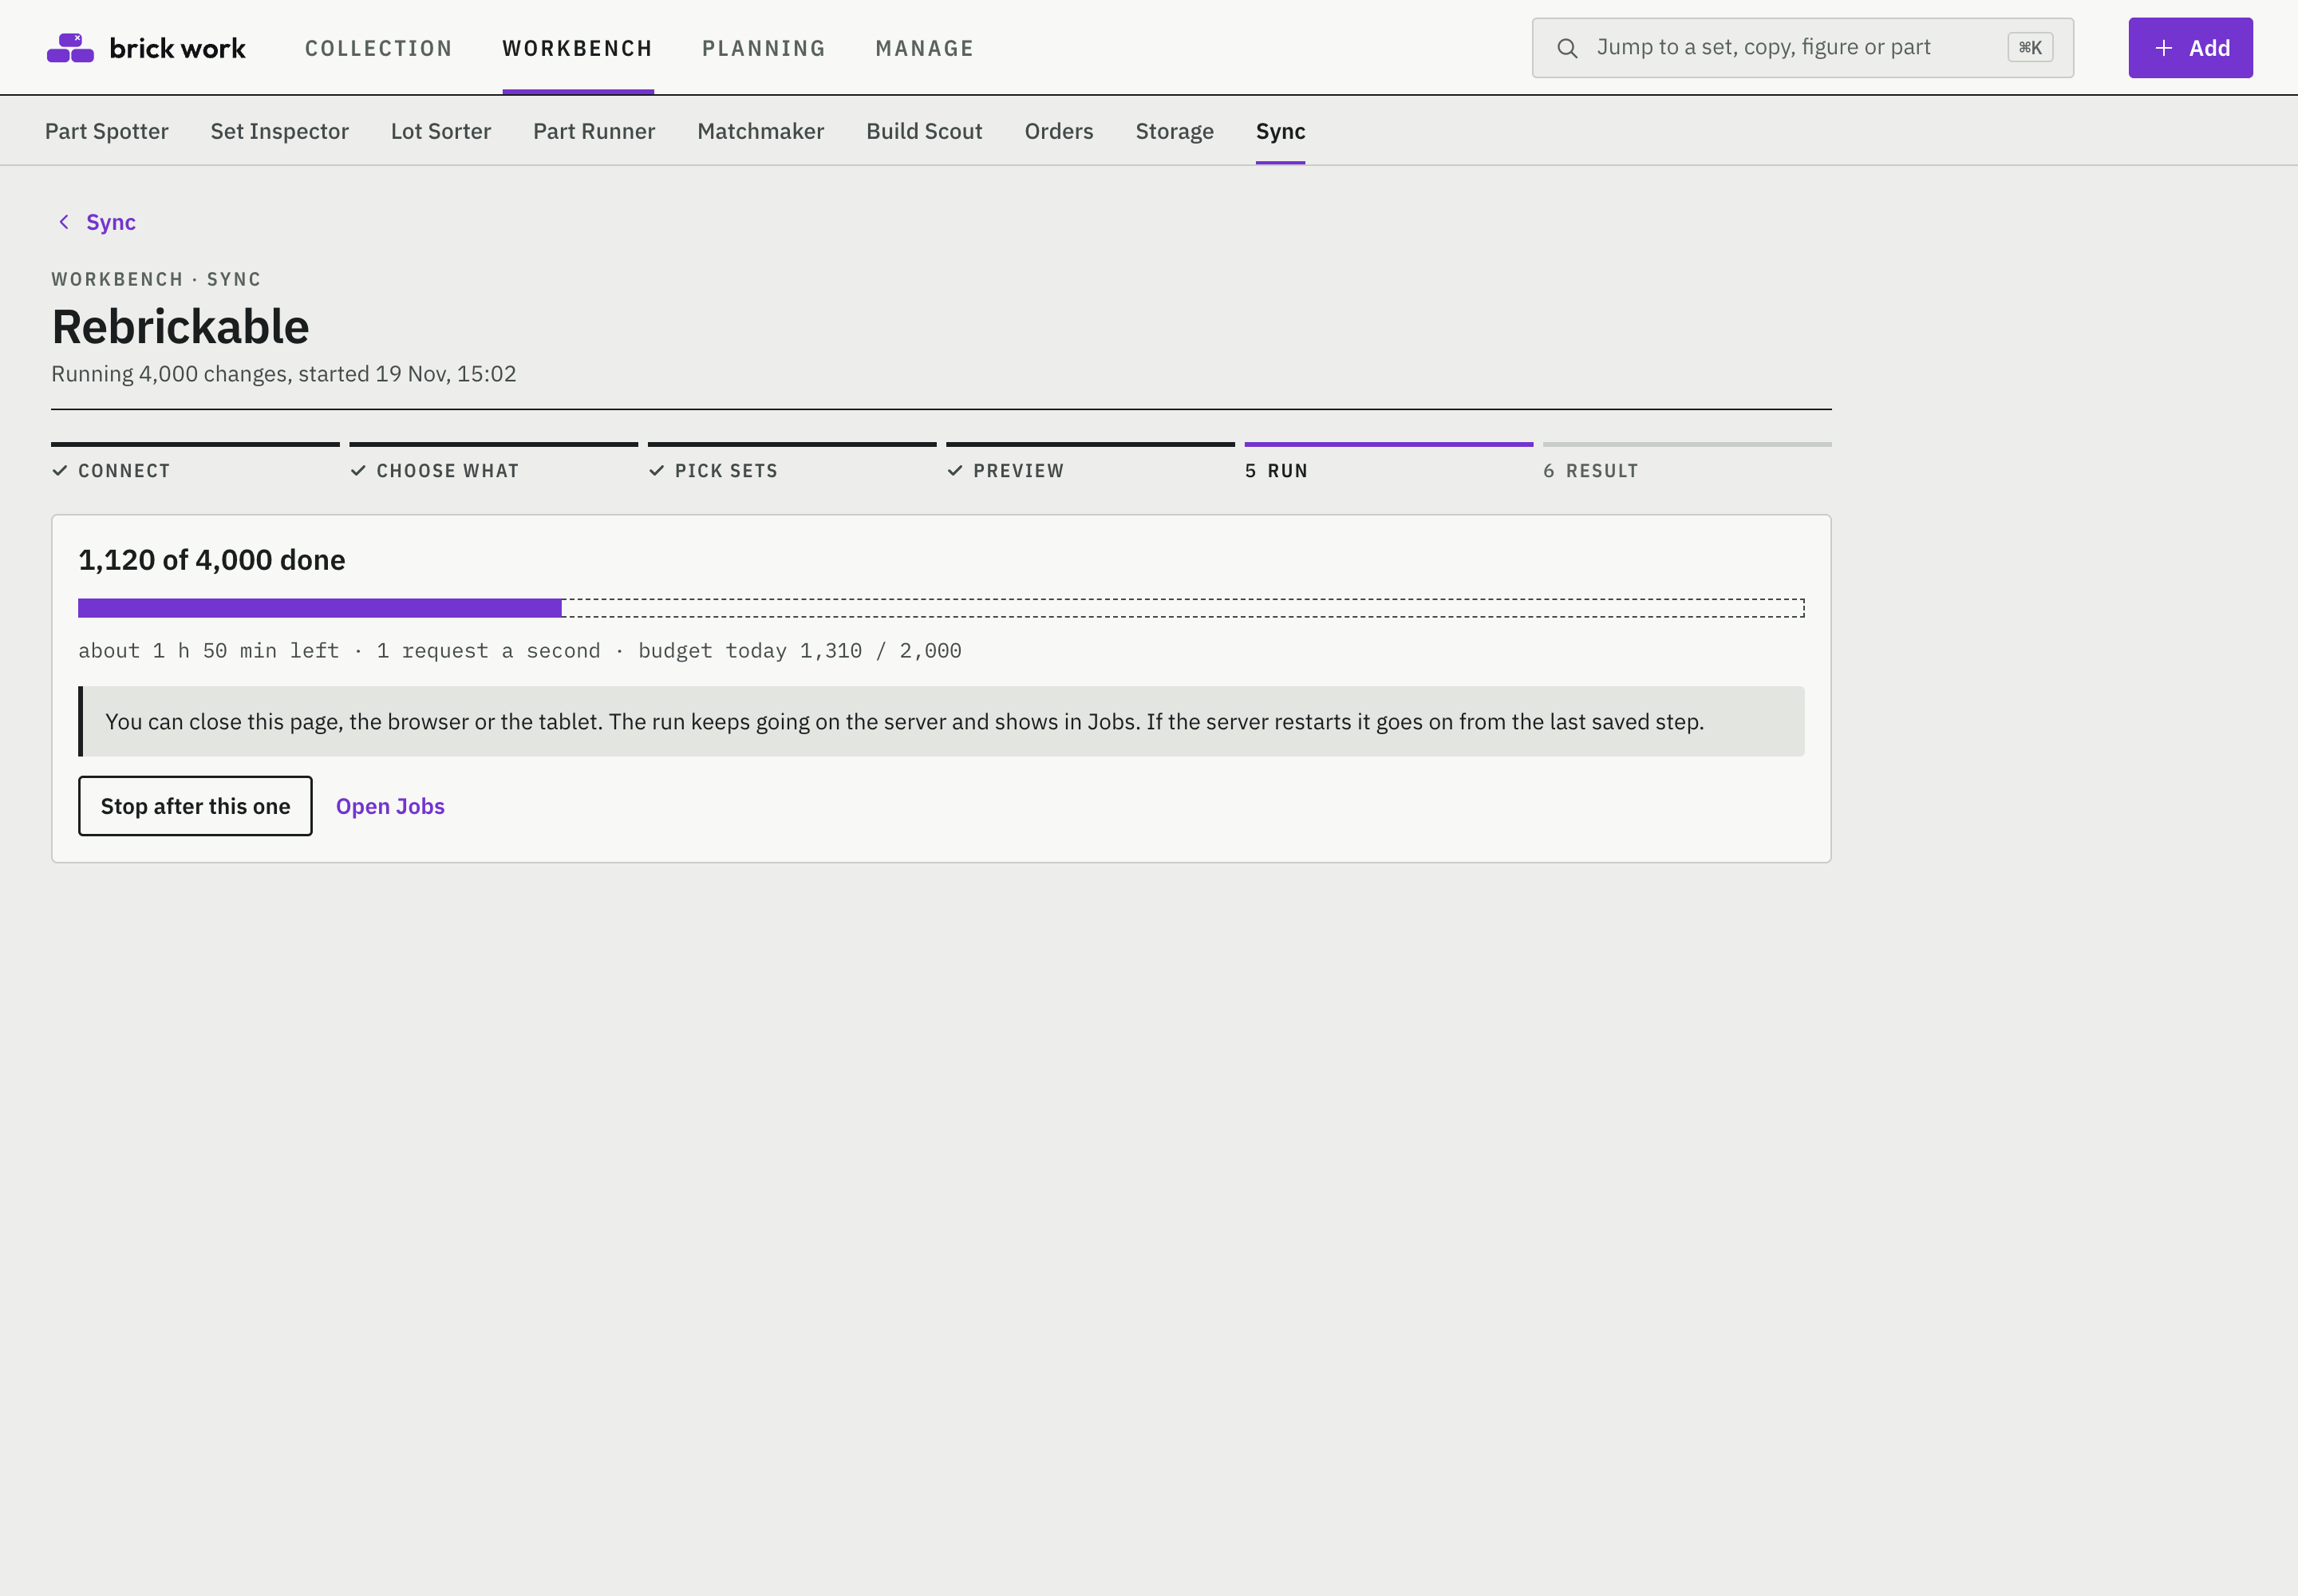 brick work
COLLECTION
WORKBENCH
PLANNING
MANAGE
Jump to a set, copy, figure or part
⌘K
+ Add
Part Spotter
Set Inspector
Lot Sorter
Part Runner
Matchmaker
Build Scout
Orders
Storage
Sync
Sync
WORKBENCH · SYNC
Rebrickable
Running 4,000 changes, started 19 Nov, 15:02
CONNECT
CHOOSE WHAT
PICK SETS
PREVIEW
5 RUN
6 RESULT
1,120 of 4,000 done
about 1 h 50 min left · 1 request a second · budget today 1,310 / 2,000
You can close this page, the browser or the tablet. The run keeps going on the server and shows in Jobs. If the server restarts it goes on from the last saved step.
Stop after this one
Open Jobs